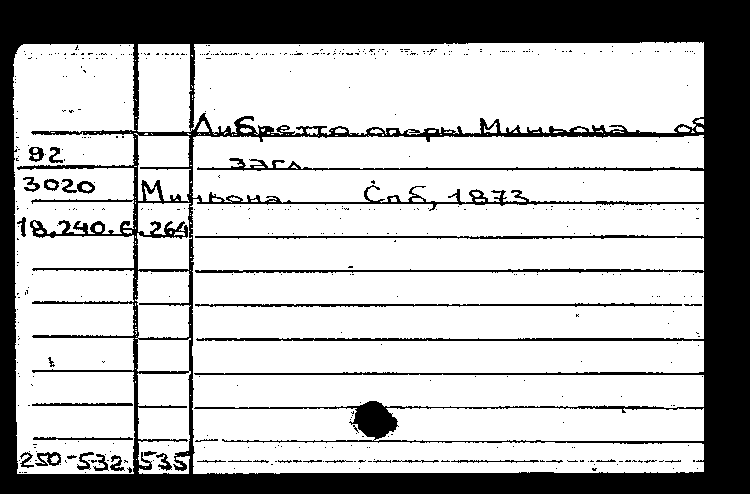 Либретто оперы Миньона. об
92 загл.
3020 Миньона. Спб, 1873.
18.240.6.264
250-532.535